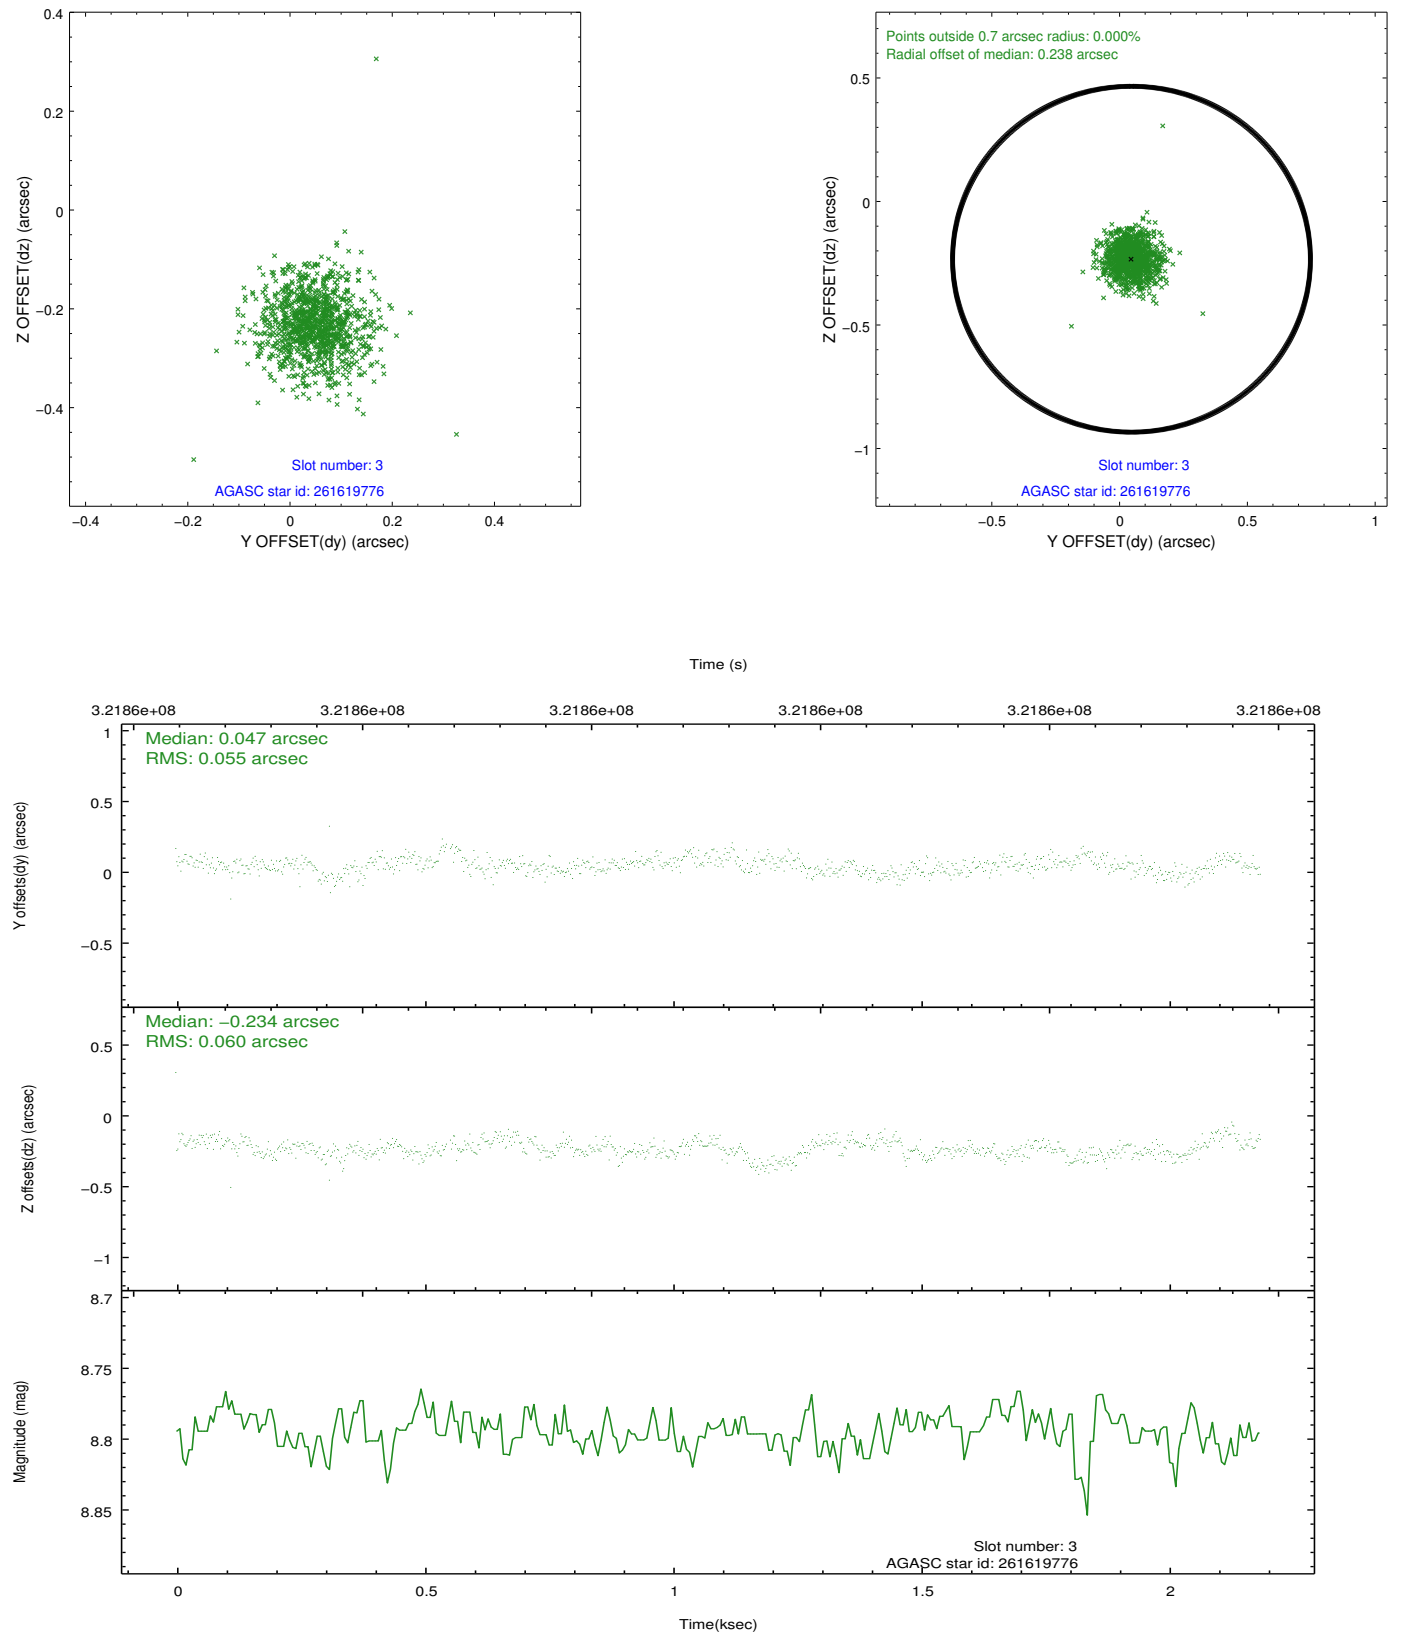 0.4
0.2
0
−0.2
−0.4
Z OFFSET(dz) (arcsec)
Slot number: 3
AGASC star id: 261619776
−0.4 −0.2 0 0.2 0.4
Y OFFSET(dy) (arcsec)
Points outside 0.7 arcsec radius: 0.000%
Radial offset of median: 0.238 arcsec
0.5
0
−0.5
−1
Z OFFSET(dz) (arcsec)
Slot number: 3
AGASC star id: 261619776
−0.5 0 0.5 1
Y OFFSET(dy) (arcsec)
Time (s)
3.2186e+08 3.2186e+08 3.2186e+08 3.2186e+08 3.2186e+08 3.2186e+08
Median: 0.047 arcsec
RMS: 0.055 arcsec
1
0.5
0
−0.5
Y offsets(dy) (arcsec)
Median: −0.234 arcsec
RMS: 0.060 arcsec
0.5
0
−0.5
−1
Z offsets(dz) (arcsec)
8.7
8.75
8.8
8.85
Magnitude (mag)
Slot number: 3
AGASC star id: 261619776
0 0.5 1 1.5 2
Time(ksec)